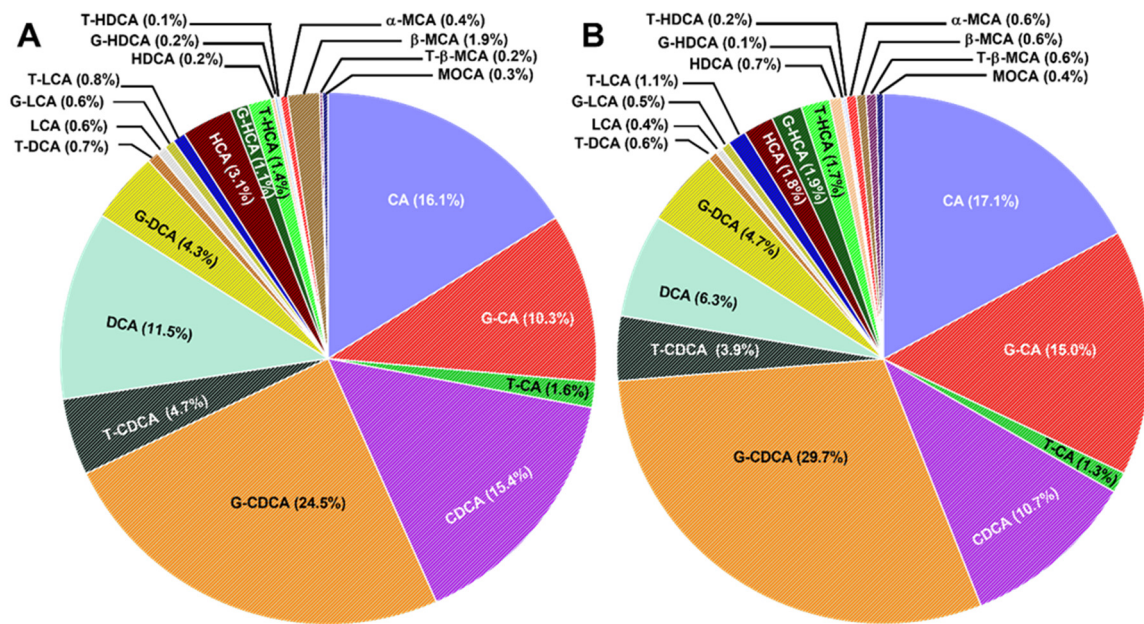 A
T-HDCA (0.1%)
G-HDCA (0.2%)
HDCA (0.2%)
T-LCA (0.8%)
G-LCA (0.6%)
LCA (0.6%)
T-DCA (0.7%)
α-MCA (0.4%)
β-MCA (1.9%)
T-β-MCA (0.2%)
MOCA (0.3%)
HCA (3.1%)
G-HCA (1.1%)
T-HCA (1.4%)
CA (16.1%)
G-DCA (4.3%)
G-CA (10.3%)
DCA (11.5%)
T-CA (1.6%)
T-CDCA (4.7%)
G-CDCA (24.5%)
CDCA (15.4%)
B
T-HDCA (0.2%)
G-HDCA (0.1%)
HDCA (0.7%)
T-LCA (1.1%)
G-LCA (0.5%)
LCA (0.4%)
T-DCA (0.6%)
α-MCA (0.6%)
β-MCA (0.6%)
T-β-MCA (0.6%)
MOCA (0.4%)
HCA (1.8%)
G-HCA (1.9%)
T-HCA (1.7%)
CA (17.1%)
G-DCA (4.7%)
DCA (6.3%)
G-CA (15.0%)
T-CDCA (3.9%)
T-CA (1.3%)
G-CDCA (29.7%)
CDCA (10.7%)